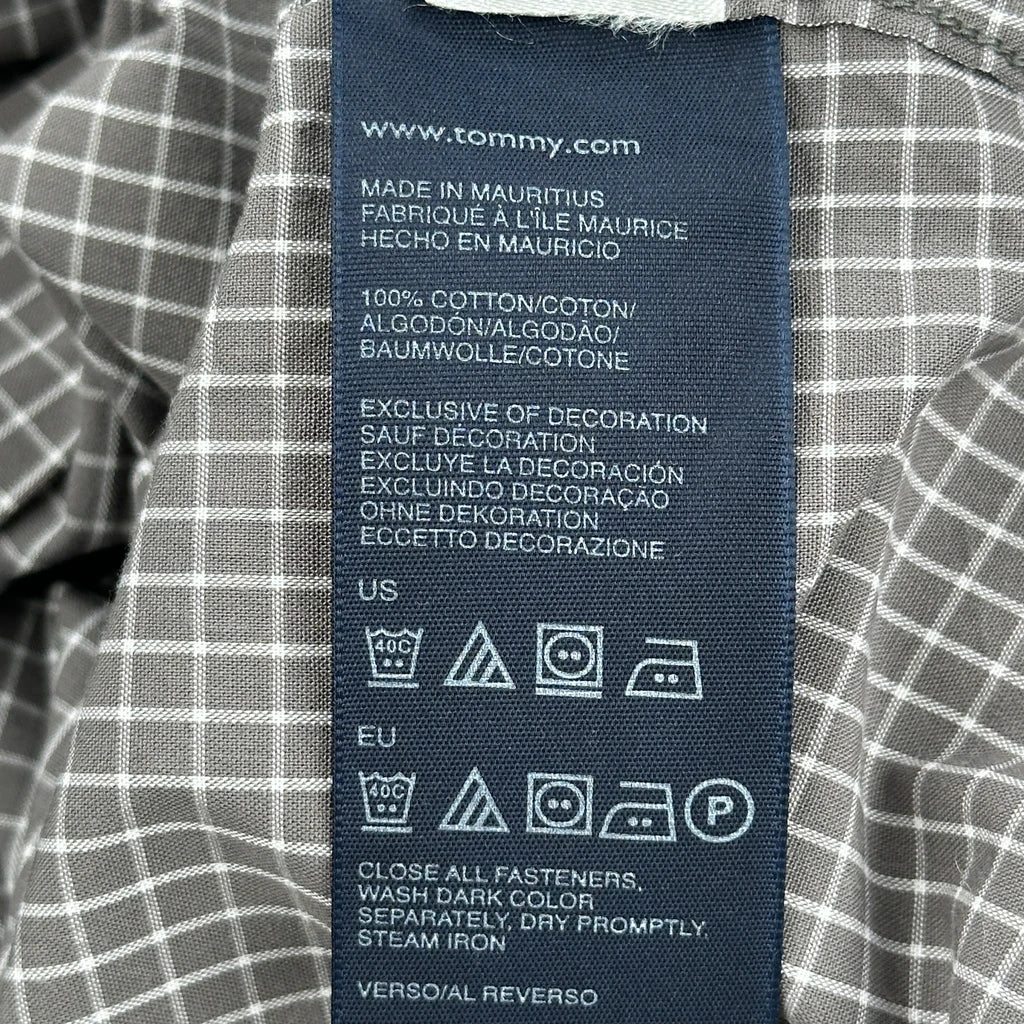 www.tommy.com
MADE IN MAURITIUS
FABRIQUÉ À L'ÎLE MAURICE
HECHO EN MAURICIO
100% COTTON/COTON/
ALGODÓN/ALGODÃO/
BAUMWOLLE/COTONE
EXCLUSIVE OF DECORATION
SAUF DÉCORATION
EXCLUYE LA DECORACIÓN
EXCLUINDO DECORAÇAO
OHNE DEKORATION
ECCETTO DECORAZIONE
US
40C
EU
40C P
CLOSE ALL FASTENERS,
WASH DARK COLOR
SEPARATELY, DRY PROMPTLY.
STEAM IRON
VERSO/AL REVERSO